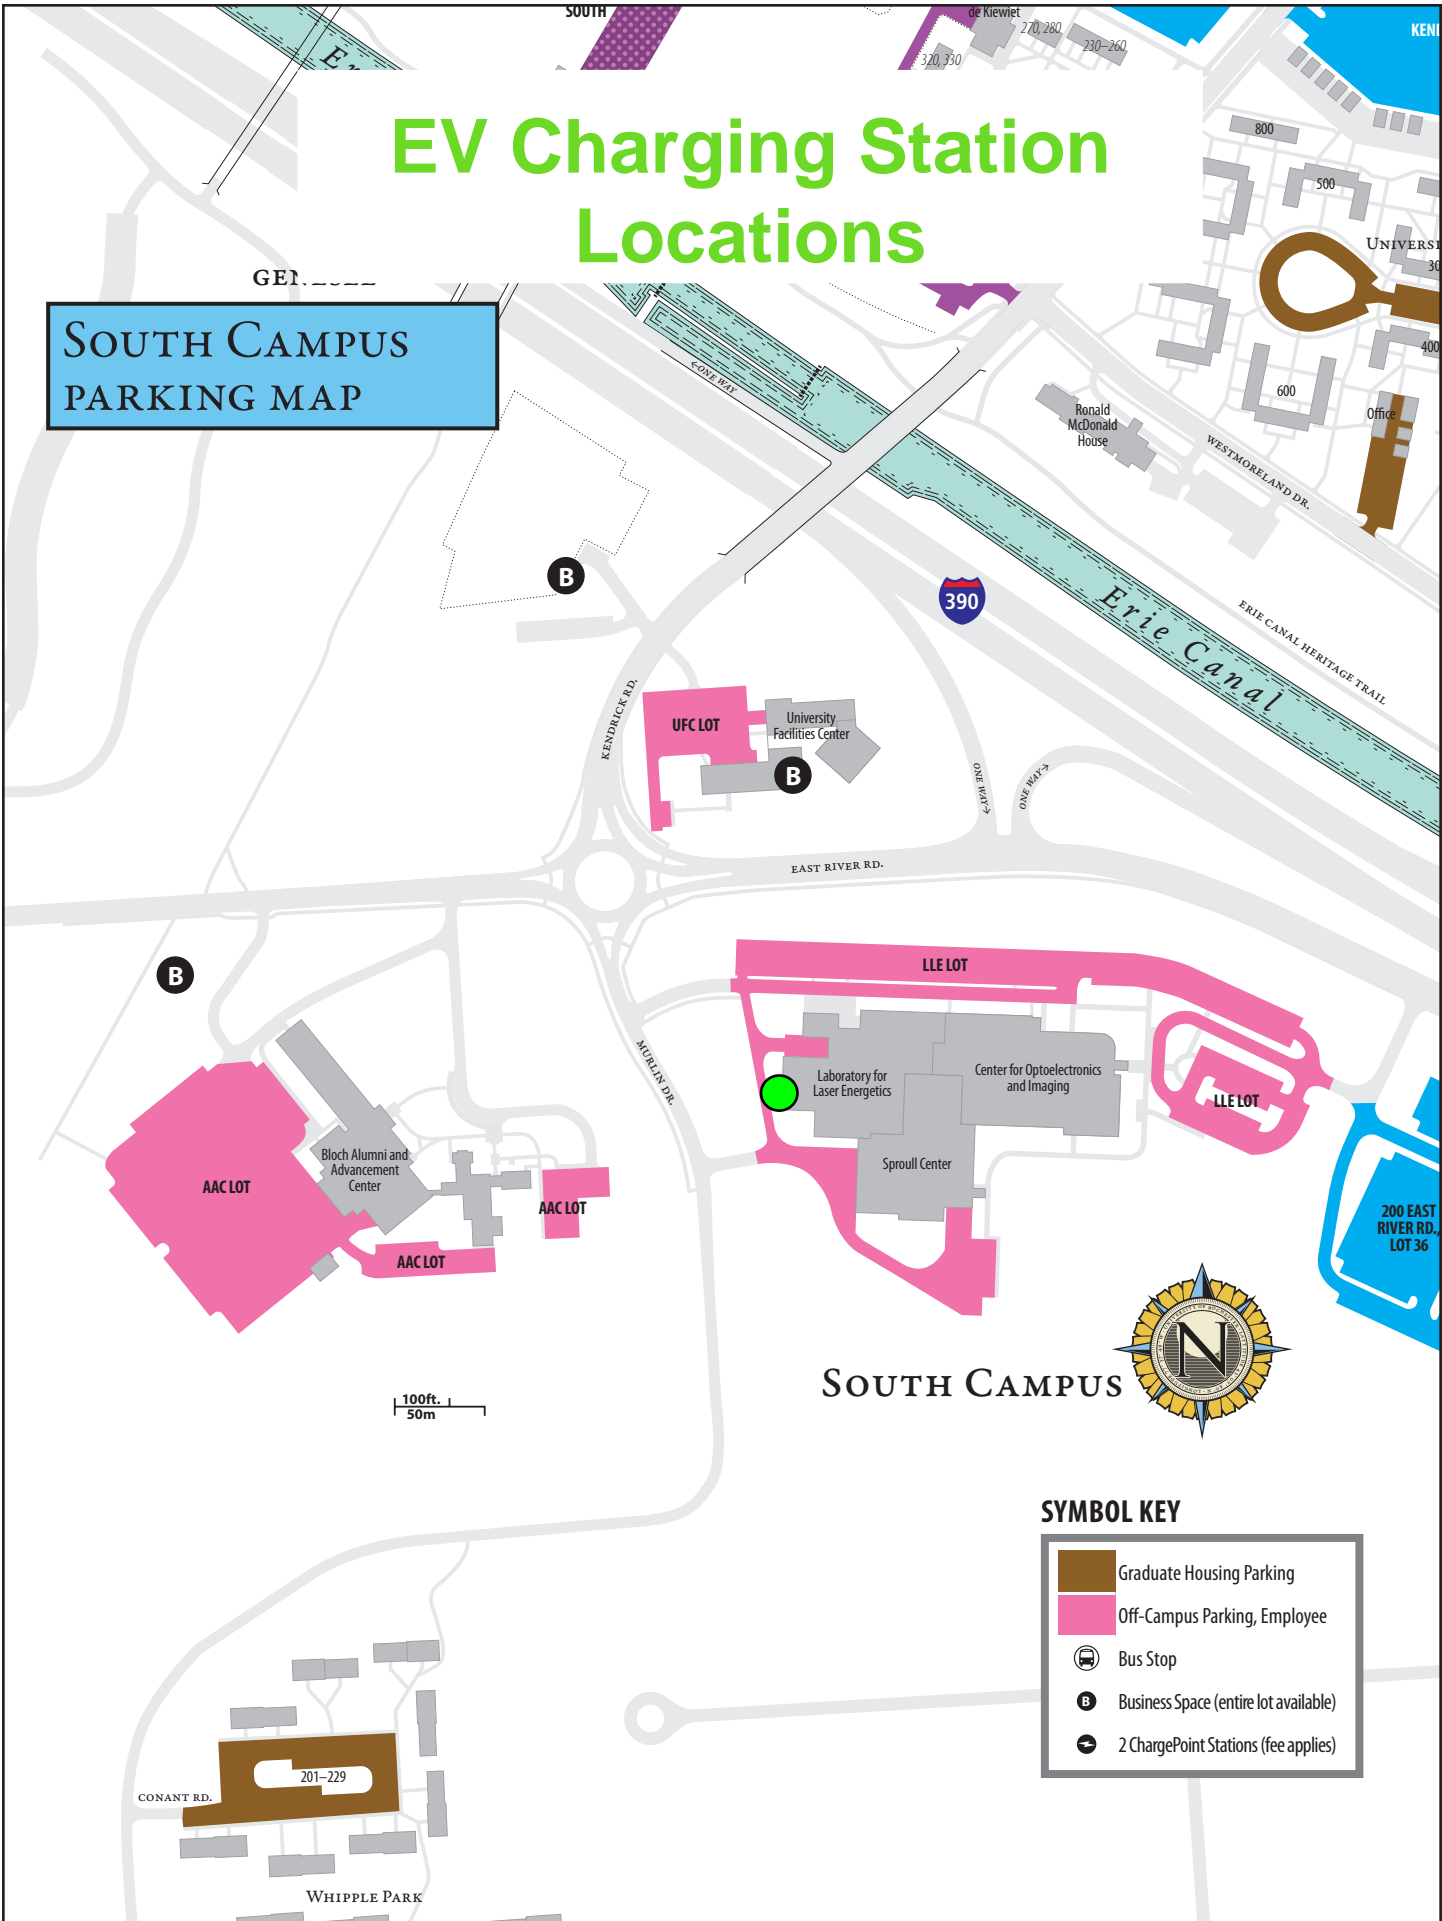 SOUTH
de Kiewiet
270, 280
230–260
320, 330
EV Charging Station
Locations
800
500
600
400
Office
SOUTH CAMPUS
PARKING MAP
←ONE WAY
Ronald
McDonald
House
WESTMORELAND DR.
B
390
Erie Canal
ERIE CANAL HERITAGE TRAIL
KENDRICK RD.
UFC LOT
University
Facilities Center
B
ONE WAY→
ONE WAY→
EAST RIVER RD.
B
LLE LOT
MURLIN DR.
Laboratory for
Laser Energetics
Center for Optoelectronics
and Imaging
LLE LOT
Sproull Center
Bloch Alumni and
Advancement
Center
AAC LOT
AAC LOT
AAC LOT
200 EAST
RIVER RD.,
LOT 36
SOUTH CAMPUS
N
100ft.
50m
SYMBOL KEY
Graduate Housing Parking
Off-Campus Parking, Employee
Bus Stop
B Business Space (entire lot available)
2 ChargePoint Stations (fee applies)
201–229
CONANT RD.
WHIPPLE PARK